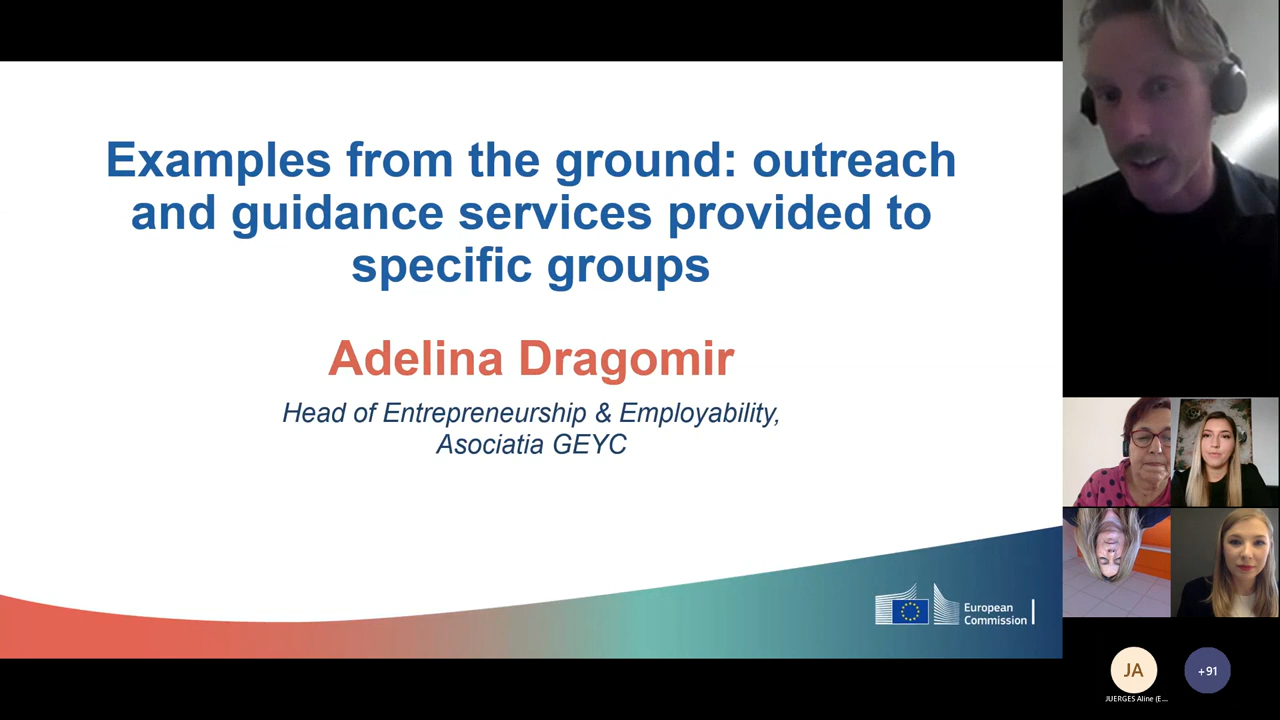 Examples from the ground: outreach
and guidance services provided to
specific groups
Adelina Dragomir
Head of Entrepreneurship & Employability,
Asociatia GEYC
European
Commission
JA
+91
JUERGES Aline (E...